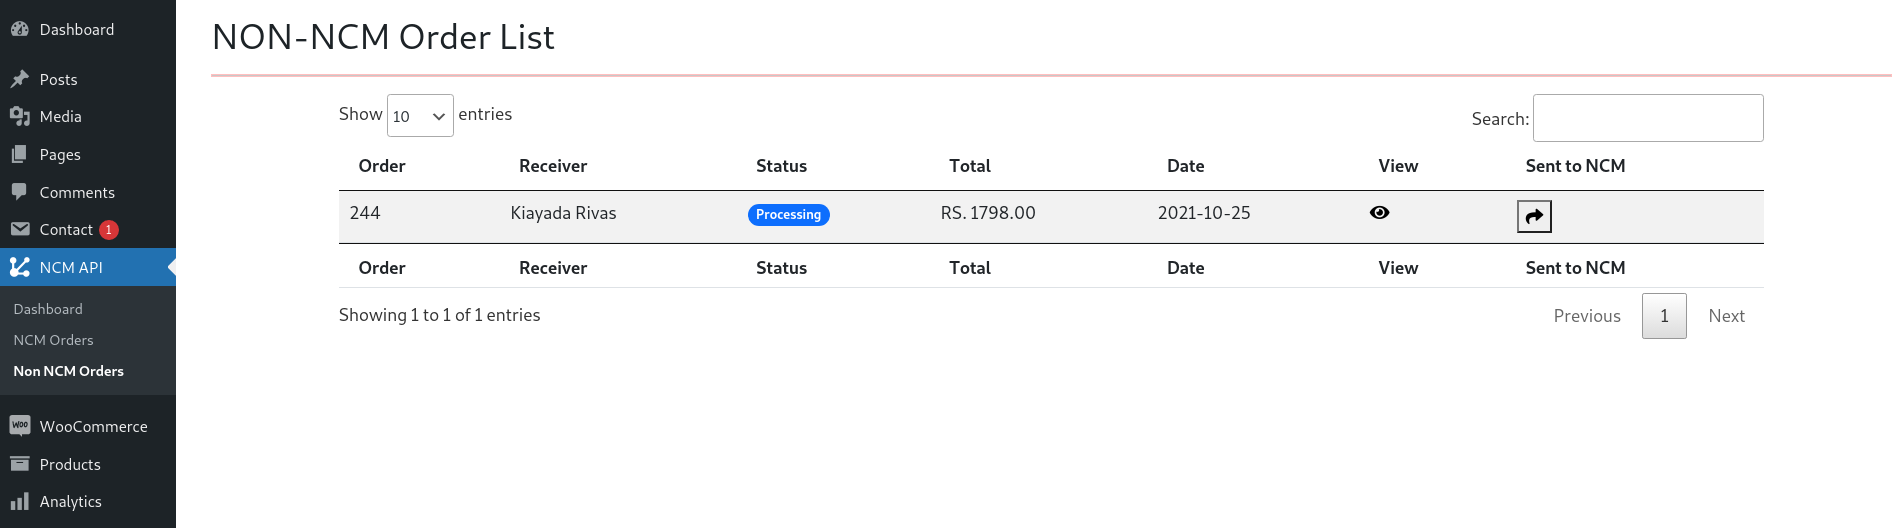 Dashboard
Posts
Media
Pages
Comments
Contact 1
NCM API
Dashboard
NCM Orders
Non NCM Orders
Woo WooCommerce
Products
Analytics
NON-NCM Order List
Show 10 entries
Search:
Order Receiver Status Total Date View Sent to NCM
244 Kiayada Rivas Processing RS. 1798.00 2021-10-25
Order Receiver Status Total Date View Sent to NCM
Showing 1 to 1 of 1 entries
Previous 1 Next